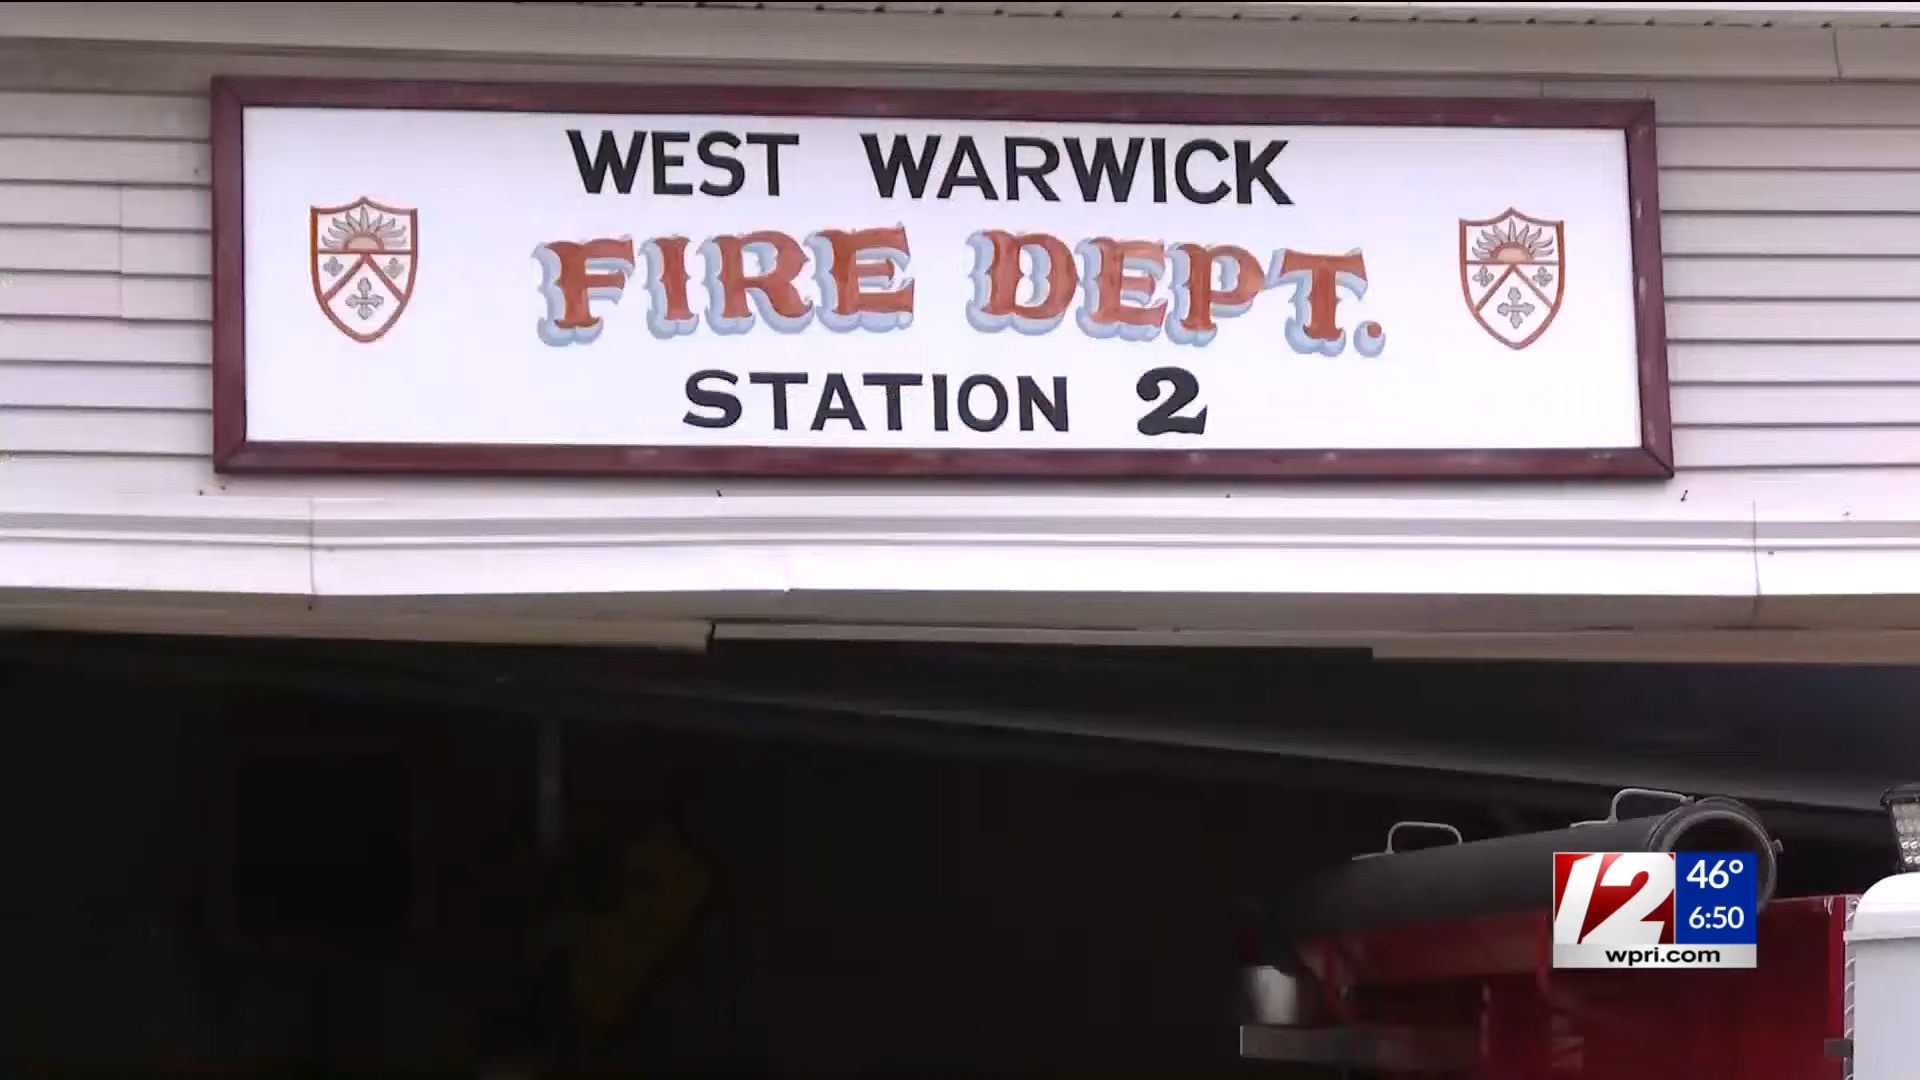 WEST WARWICK
FIRE DEPT.
STATION 2
12
46°
6:50
wpri.com